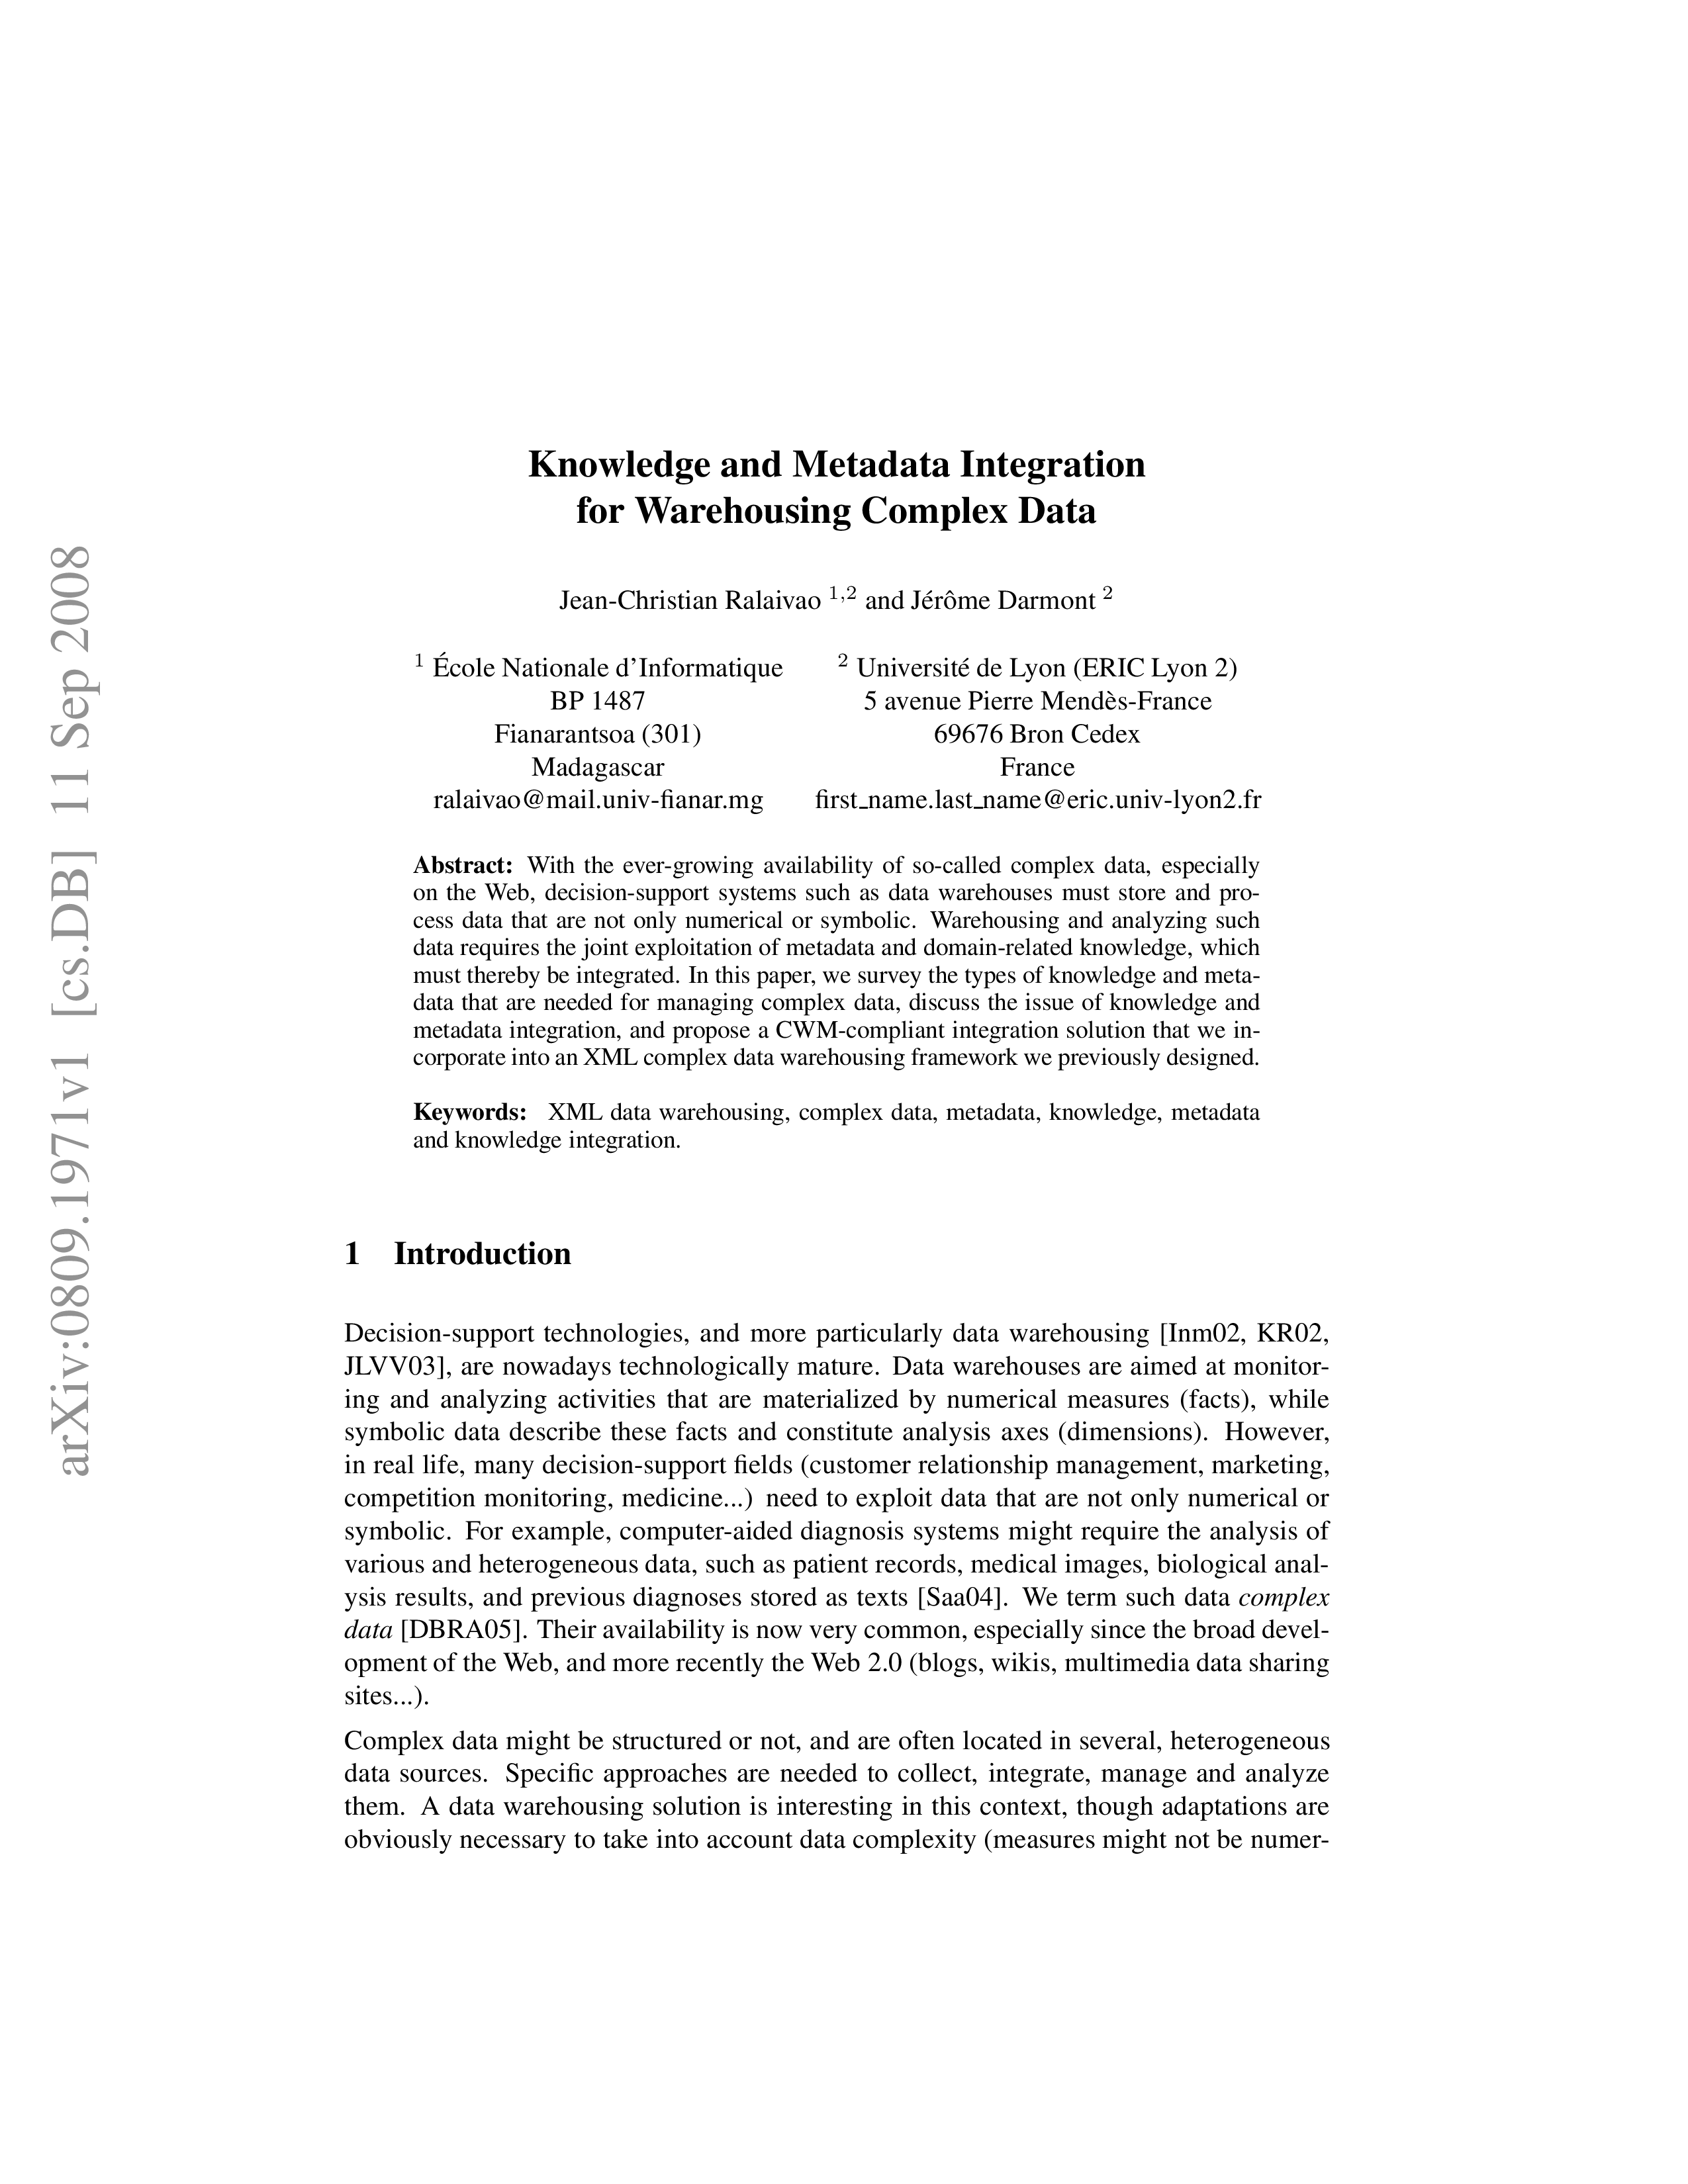 arXiv:0809.1971v1 [cs.DB] 11 Sep 2008
Knowledge and Metadata Integration
for Warehousing Complex Data
Jean-Christian Ralaivao 1,2 and Jérôme Darmont 2
1 École Nationale d'Informatique
BP 1487
Fianarantsoa (301)
Madagascar
ralaivao@mail.univ-fianar.mg
2 Université de Lyon (ERIC Lyon 2)
5 avenue Pierre Mendès-France
69676 Bron Cedex
France
first_name.last_name@eric.univ-lyon2.fr
Abstract: With the ever-growing availability of so-called complex data, especially
on the Web, decision-support systems such as data warehouses must store and pro-
cess data that are not only numerical or symbolic. Warehousing and analyzing such
data requires the joint exploitation of metadata and domain-related knowledge, which
must thereby be integrated. In this paper, we survey the types of knowledge and meta-
data that are needed for managing complex data, discuss the issue of knowledge and
metadata integration, and propose a CWM-compliant integration solution that we in-
corporate into an XML complex data warehousing framework we previously designed.
Keywords: XML data warehousing, complex data, metadata, knowledge, metadata
and knowledge integration.
1 Introduction
Decision-support technologies, and more particularly data warehousing [Inm02, KR02,
JLVV03], are nowadays technologically mature. Data warehouses are aimed at monitor-
ing and analyzing activities that are materialized by numerical measures (facts), while
symbolic data describe these facts and constitute analysis axes (dimensions). However,
in real life, many decision-support fields (customer relationship management, marketing,
competition monitoring, medicine...) need to exploit data that are not only numerical or
symbolic. For example, computer-aided diagnosis systems might require the analysis of
various and heterogeneous data, such as patient records, medical images, biological anal-
ysis results, and previous diagnoses stored as texts [Saa04]. We term such data complex
data [DBRA05]. Their availability is now very common, especially since the broad devel-
opment of the Web, and more recently the Web 2.0 (blogs, wikis, multimedia data sharing
sites...).
Complex data might be structured or not, and are often located in several, heterogeneous
data sources. Specific approaches are needed to collect, integrate, manage and analyze
them. A data warehousing solution is interesting in this context, though adaptations are
obviously necessary to take into account data complexity (measures might not be numer-